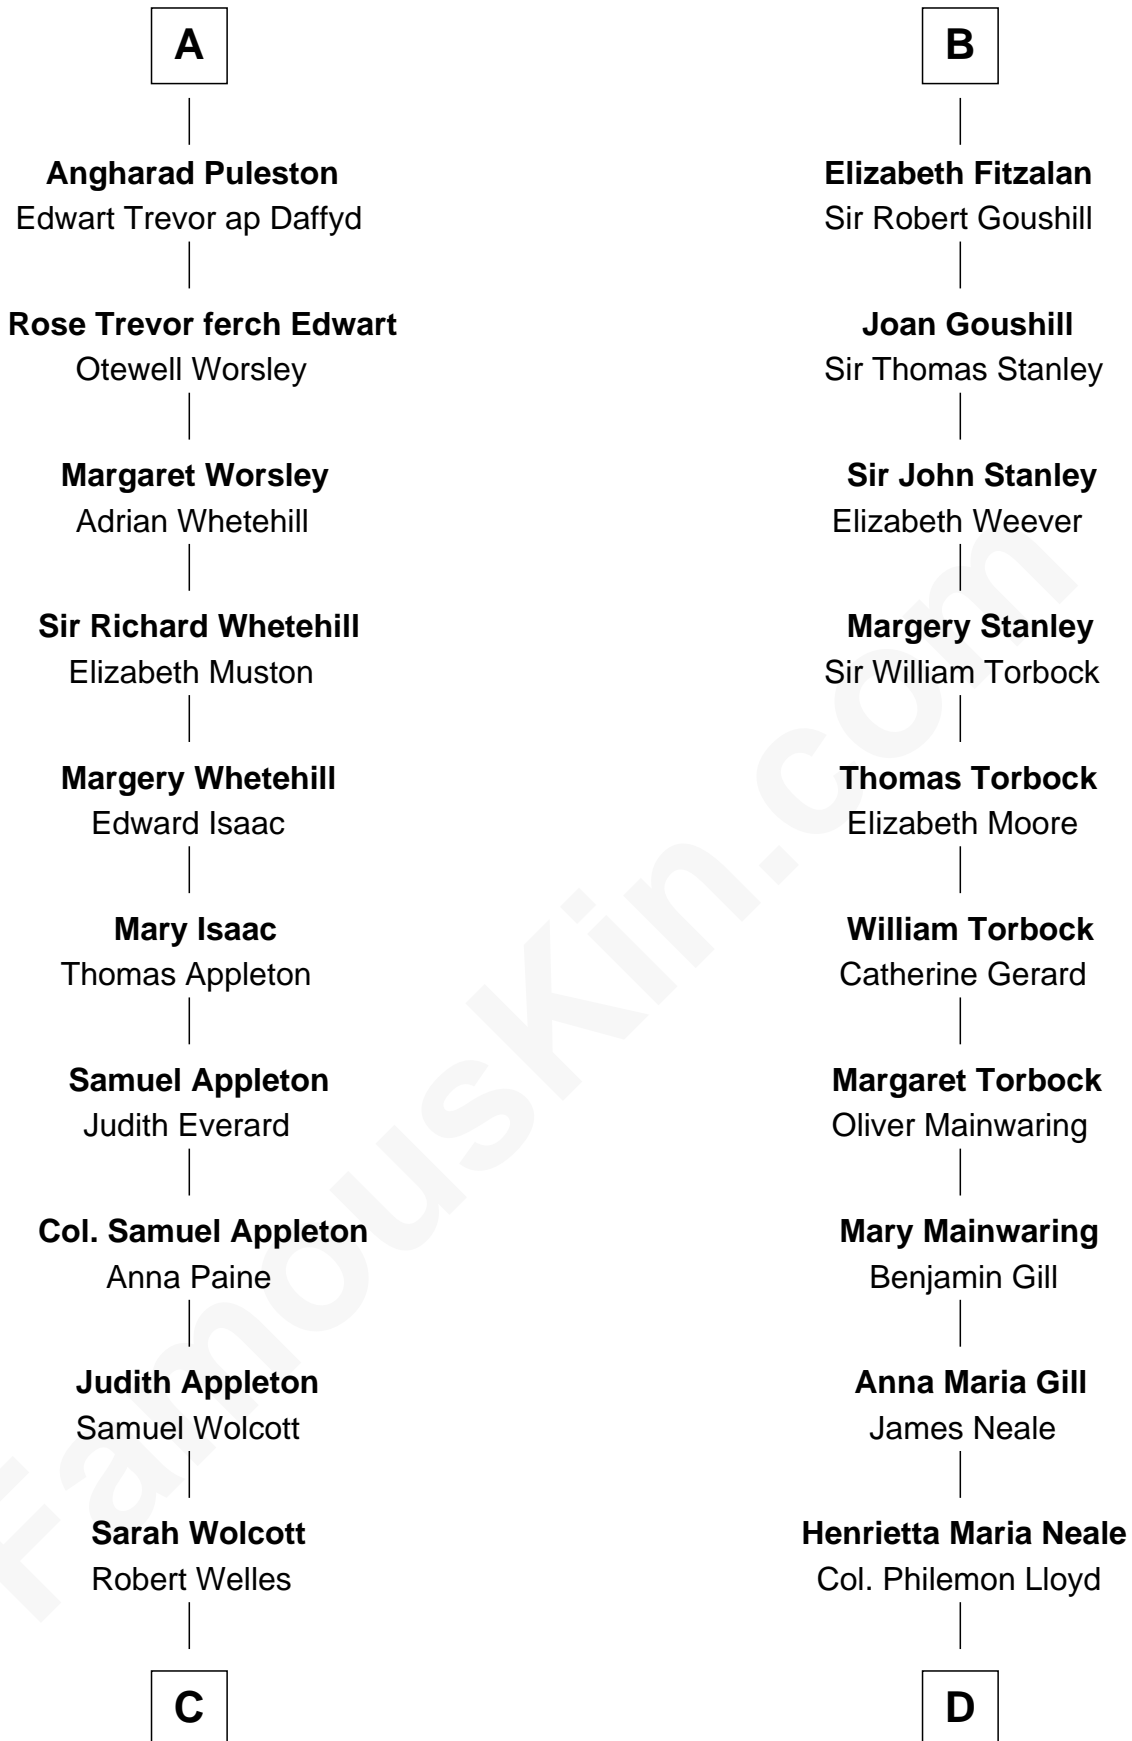 A
Angharad Puleston
Edwart Trevor ap Daffyd
Rose Trevor ferch Edwart
Otewell Worsley
Margaret Worsley
Adrian Whetehill
Sir Richard Whetehill
Elizabeth Muston
Margery Whetehill
Edward Isaac
Mary Isaac
Thomas Appleton
Samuel Appleton
Judith Everard
Col. Samuel Appleton
Anna Paine
Judith Appleton
Samuel Wolcott
Sarah Wolcott
Robert Welles
C
B
Elizabeth Fitzalan
Sir Robert Goushill
Joan Goushill
Sir Thomas Stanley
Sir John Stanley
Elizabeth Weever
Margery Stanley
Sir William Torbock
Thomas Torbock
Elizabeth Moore
William Torbock
Catherine Gerard
Margaret Torbock
Oliver Mainwaring
Mary Mainwaring
Benjamin Gill
Anna Maria Gill
James Neale
Henrietta Maria Neale
Col. Philemon Lloyd
D
FamousKin.com